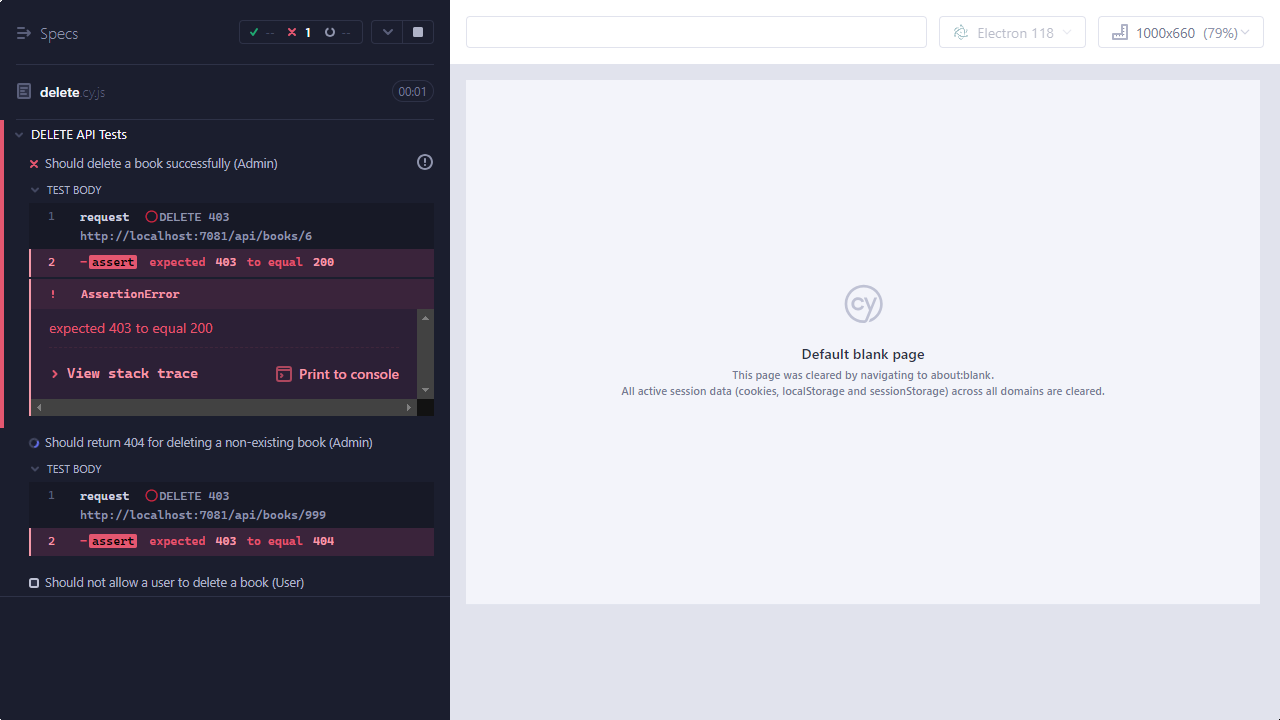 Specs
-- 1 --
delete.cy.js
00:01
DELETE API Tests
Should delete a book successfully (Admin)
TEST BODY
1 request DELETE 403
http://localhost:7081/api/books/6
2 -assert expected 403 to equal 200
! AssertionError
expected 403 to equal 200
> View stack trace
Print to console
Should return 404 for deleting a non-existing book (Admin)
TEST BODY
1 request DELETE 403
http://localhost:7081/api/books/999
2 -assert expected 403 to equal 404
Should not allow a user to delete a book (User)
Electron 118
1000x660 (79%)
cy
Default blank page
This page was cleared by navigating to about:blank.
All active session data (cookies, localStorage and sessionStorage) across all domains are cleared.